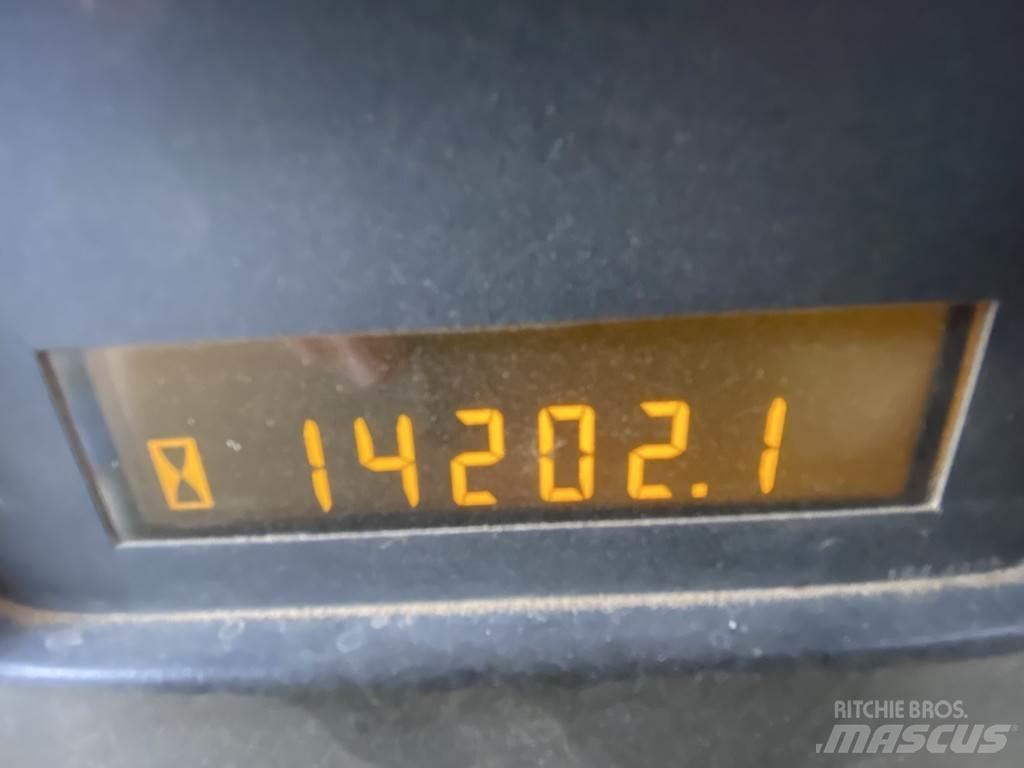 14202.1
RITCHIE BROS.
MASCUS